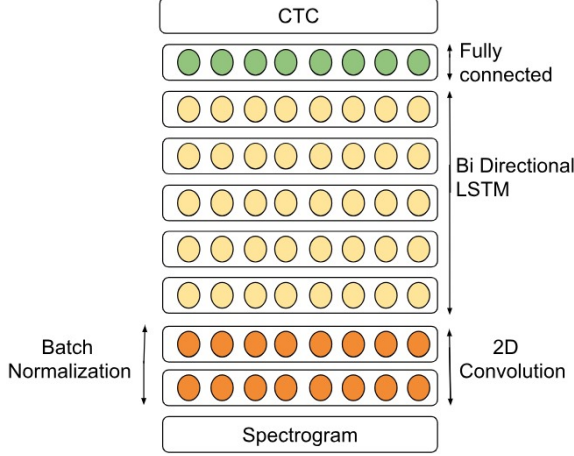 CTC
Fully
connected
Bi Directional
LSTM
Batch
Normalization
2D
Convolution
Spectrogram